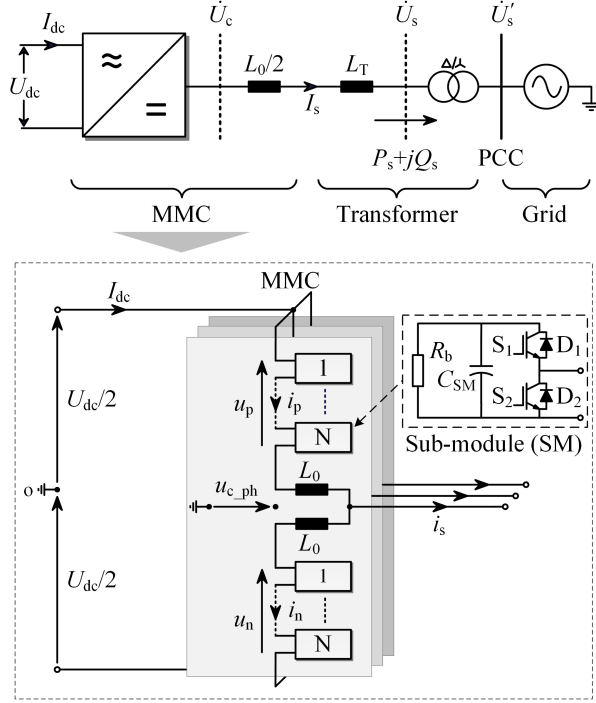 I_dc
U̇_c
U̇_s
U̇_s′
U_dc
≈
=
L_0/2
I_s
L_T
Δ/Y
P_s+jQ_s
PCC
MMC
Transformer
Grid
I_dc
MMC
U_dc/2
o
U_dc/2
u_p
i_p
1
N
R_b
C_SM
S_1
D_1
S_2
D_2
Sub-module (SM)
L_0
u_c_ph
L_0
i_s
u_n
i_n
1
N